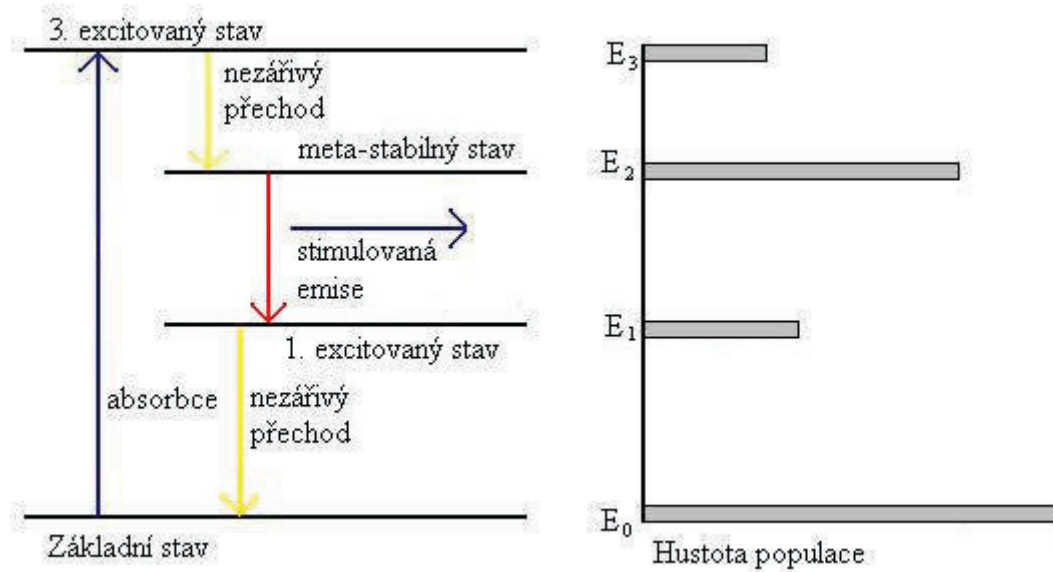 3. excitovaný stav
nezářivý
přechod
meta-stabilný stav
stimulovaná
emise
1. excitovaný stav
absorbce
nezářivý
přechod
Základní stav
E3
E2
E1
E0
Hustota populace